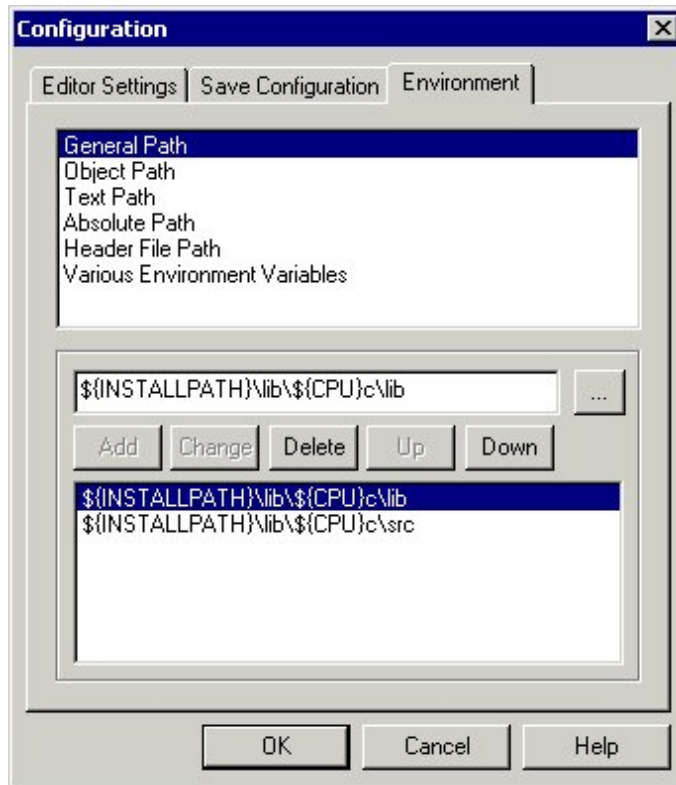 Configuration
Editor Settings Save Configuration Environment
General Path
Object Path
Text Path
Absolute Path
Header File Path
Various Environment Variables
${INSTALLPATH}\lib\${CPU}c\lib ...
Add Change Delete Up Down
${INSTALLPATH}\lib\${CPU}c\lib
${INSTALLPATH}\lib\${CPU}c\src
OK Cancel Help